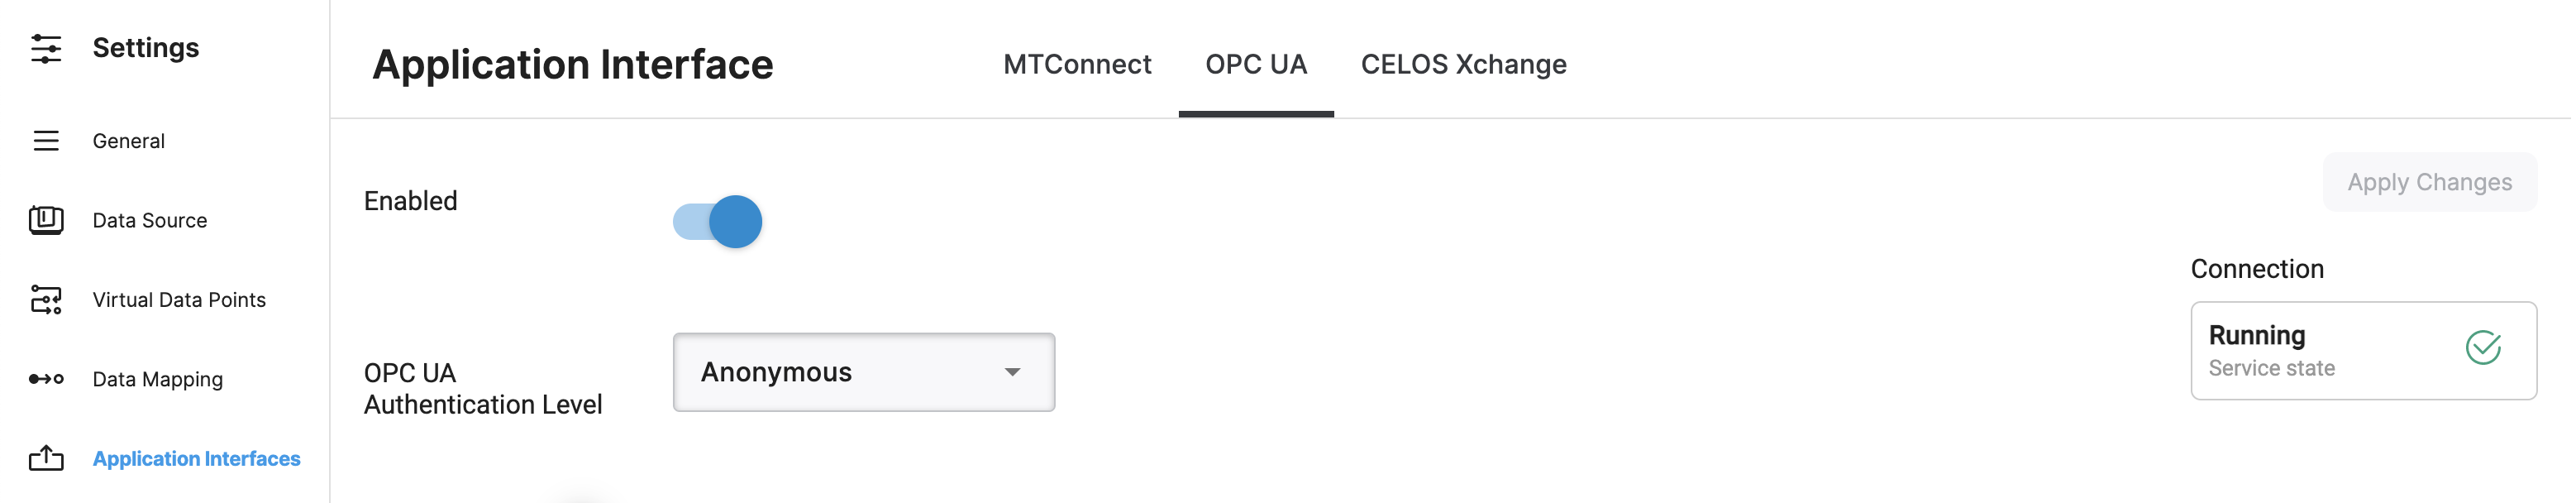 Settings
General
Data Source
Virtual Data Points
Data Mapping
Application Interfaces
Application Interface
MTConnect
OPC UA
CELOS Xchange
Enabled
Apply Changes
OPC UA
Authentication Level
Anonymous
Connection
Running
Service state